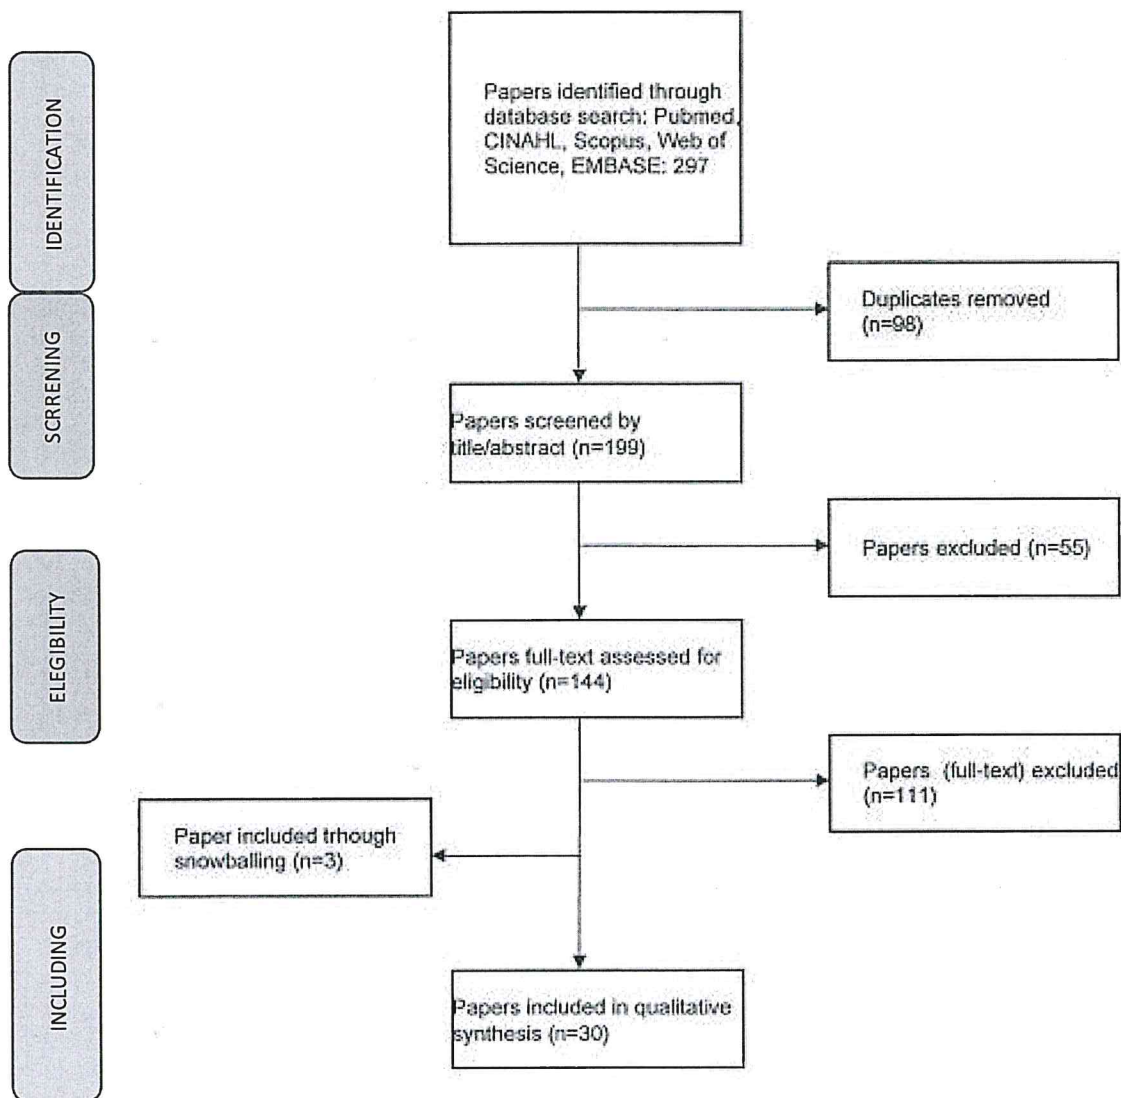 IDENTIFICATION
Papers identified through
database search: Pubmed,
CINAHL, Scopus, Web of
Science, EMBASE: 297
Duplicates removed
(n=98)
SCRRENING
Papers screened by
title/abstract (n=199)
Papers excluded (n=55)
ELEGIBILITY
Papers full-text assessed for
eligibility (n=144)
Papers (full-text) excluded
(n=111)
Paper included trhough
snowballing (n=3)
INCLUDING
Papers included in qualitative
synthesis (n=30)